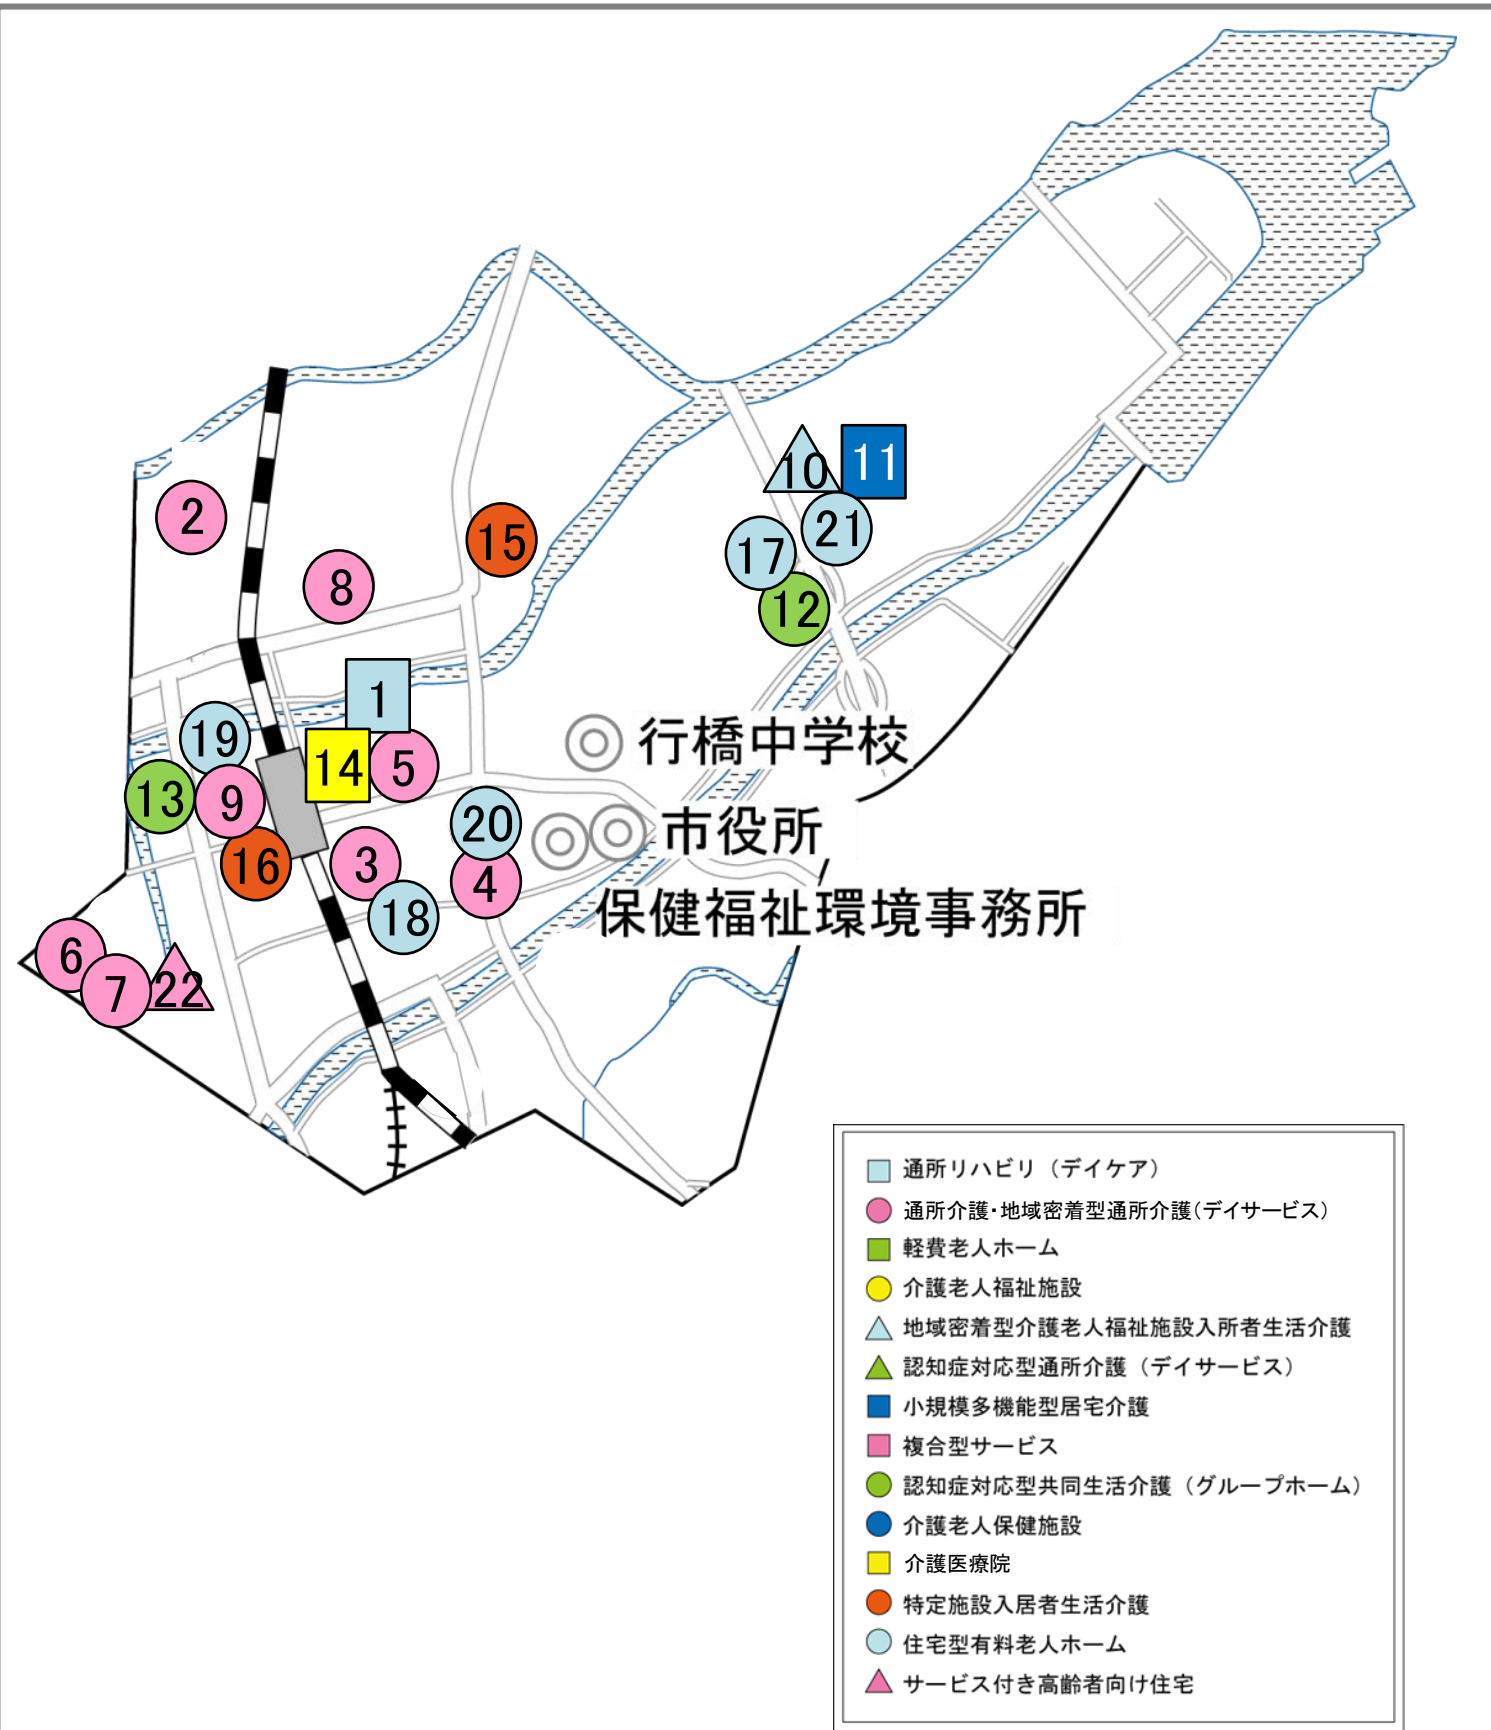 10
11
2
15
21
17
8
12
1
行橋中学校
19
14
5
13
9
20
市役所
16
3
4
18
保健福祉環境事務所
6
7
22
通所リハビリ（デイケア）
通所介護・地域密着型通所介護（デイサービス）
軽費老人ホーム
介護老人福祉施設
地域密着型介護老人福祉施設入所者生活介護
認知症対応型通所介護（デイサービス）
小規模多機能型居宅介護
複合型サービス
認知症対応型共同生活介護（グループホーム）
介護老人保健施設
介護医療院
特定施設入居者生活介護
住宅型有料老人ホーム
サービス付き高齢者向け住宅